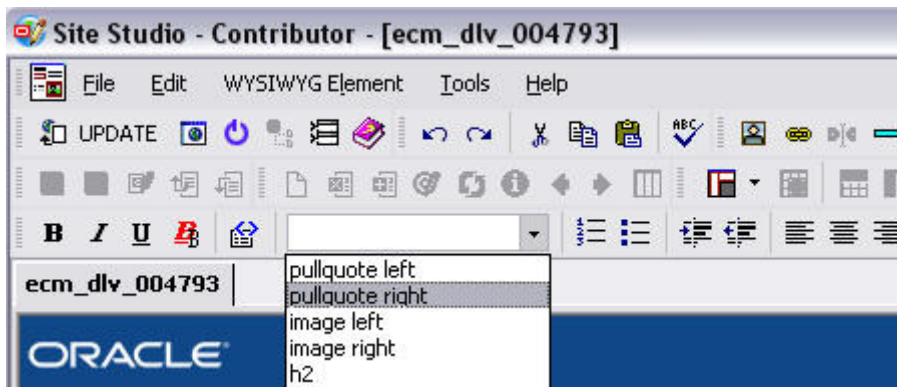 Site Studio - Contributor - [ecm_dlv_004793]
File Edit WYSIWYG Element Tools Help
UPDATE ABC
B I U B
ecm_dlv_004793
pullquote left
pullquote right
image left
image right
h2
ORACLE